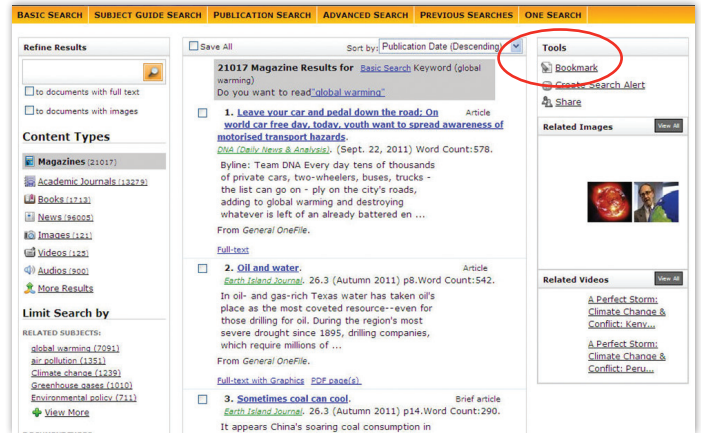 BASIC SEARCH SUBJECT GUIDE SEARCH PUBLICATION SEARCH ADVANCED SEARCH PREVIOUS SEARCHES ONE SEARCH
Refine Results
to documents with full text
to documents with images
Content Types
Magazines (21017)
Academic Journals (13279)
Books (1713)
News (96005)
Images (121)
Videos (125)
Audios (900)
More Results
Limit Search by
RELATED SUBJECTS:
global warming (7091)
air pollution (1351)
Climate change (1239)
Greenhouse gases (1010)
Environmental policy (711)
View More
Save All
Sort by: Publication Date (Descending)
21017 Magazine Results for Basic Search Keyword (global
warming)
Do you want to read "global warming"
1. Leave your car and pedal down the road; On Article
world car free day, today, youth want to spread awareness of
motorised transport hazards.
DNA (Daily News & Analysis). (Sept. 22, 2011) Word Count:578.
Byline: Team DNA Every day tens of thousands
of private cars, two-wheelers, buses, trucks -
the list can go on - ply on the city's roads,
adding to global warming and destroying
whatever is left of an already battered en ...
From General OneFile.
Full-text
2. Oil and water. Article
Earth Island Journal. 26.3 (Autumn 2011) p8.Word Count:542.
In oil- and gas-rich Texas water has taken oil's
place as the most coveted resource--even for
those drilling for oil. During the region's most
severe drought since 1895, drilling companies,
which require millions of ...
From General OneFile.
Full-text with Graphics PDF page(s)
3. Sometimes coal can cool. Brief article
Earth Island Journal. 26.3 (Autumn 2011) p14.Word Count:290.
It appears China's soaring coal consumption in
Tools
Bookmark
Create Search Alert
Share
Related Images View All
Related Videos View All
A Perfect Storm:
Climate Change &
Conflict: Keny...
A Perfect Storm:
Climate Change &
Conflict: Peru...